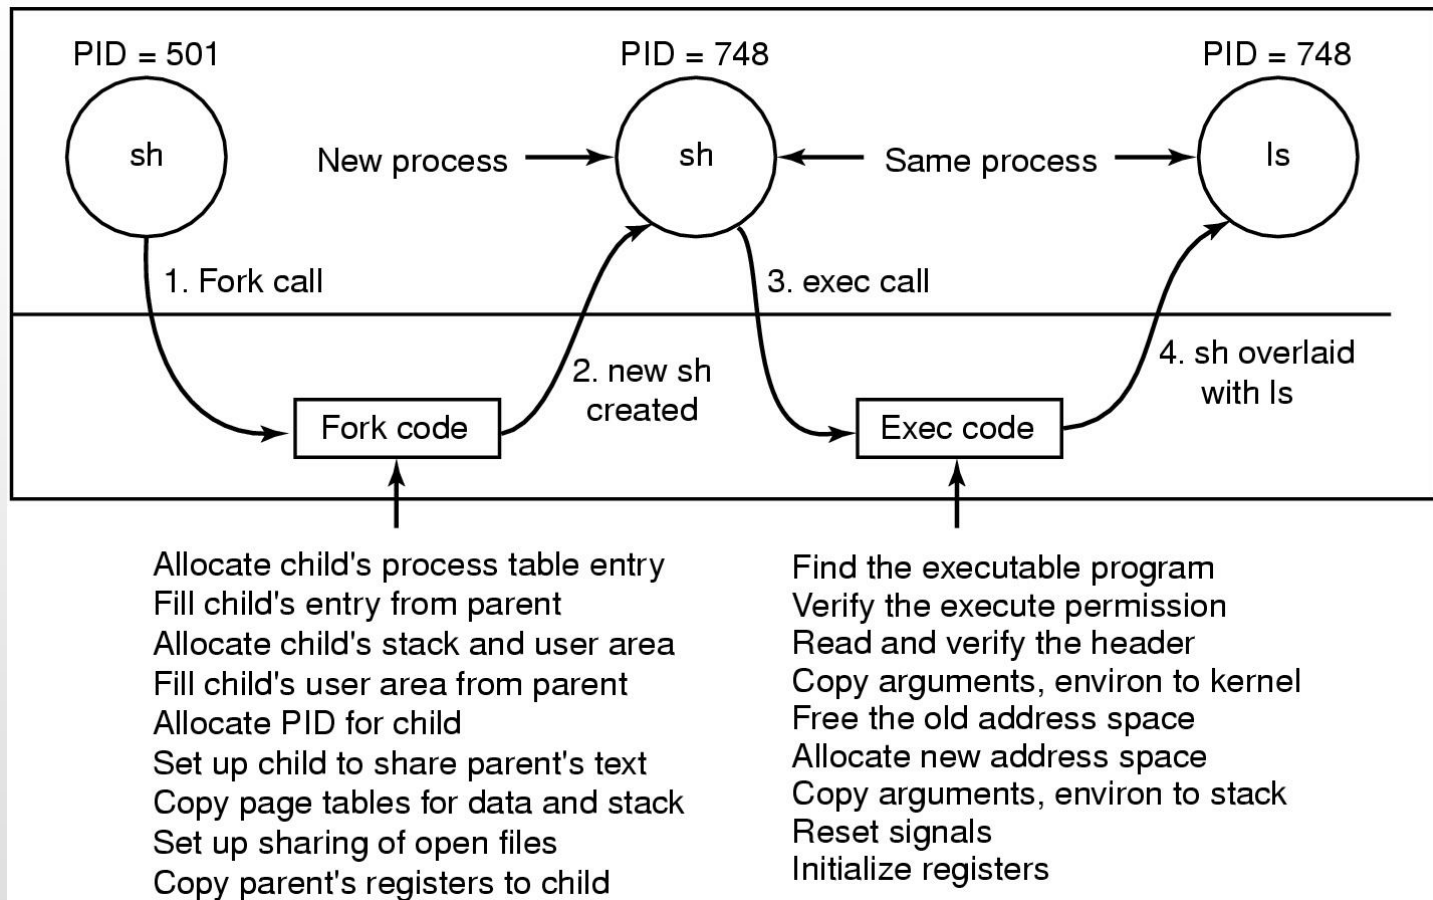 PID = 501
PID = 748
PID = 748
sh
New process
sh
Same process
ls
1. Fork call
3. exec call
2. new sh
created
4. sh overlaid
with ls
Fork code
Exec code
Allocate child's process table entry
Fill child's entry from parent
Allocate child's stack and user area
Fill child's user area from parent
Allocate PID for child
Set up child to share parent's text
Copy page tables for data and stack
Set up sharing of open files
Copy parent's registers to child
Find the executable program
Verify the execute permission
Read and verify the header
Copy arguments, environ to kernel
Free the old address space
Allocate new address space
Copy arguments, environ to stack
Reset signals
Initialize registers